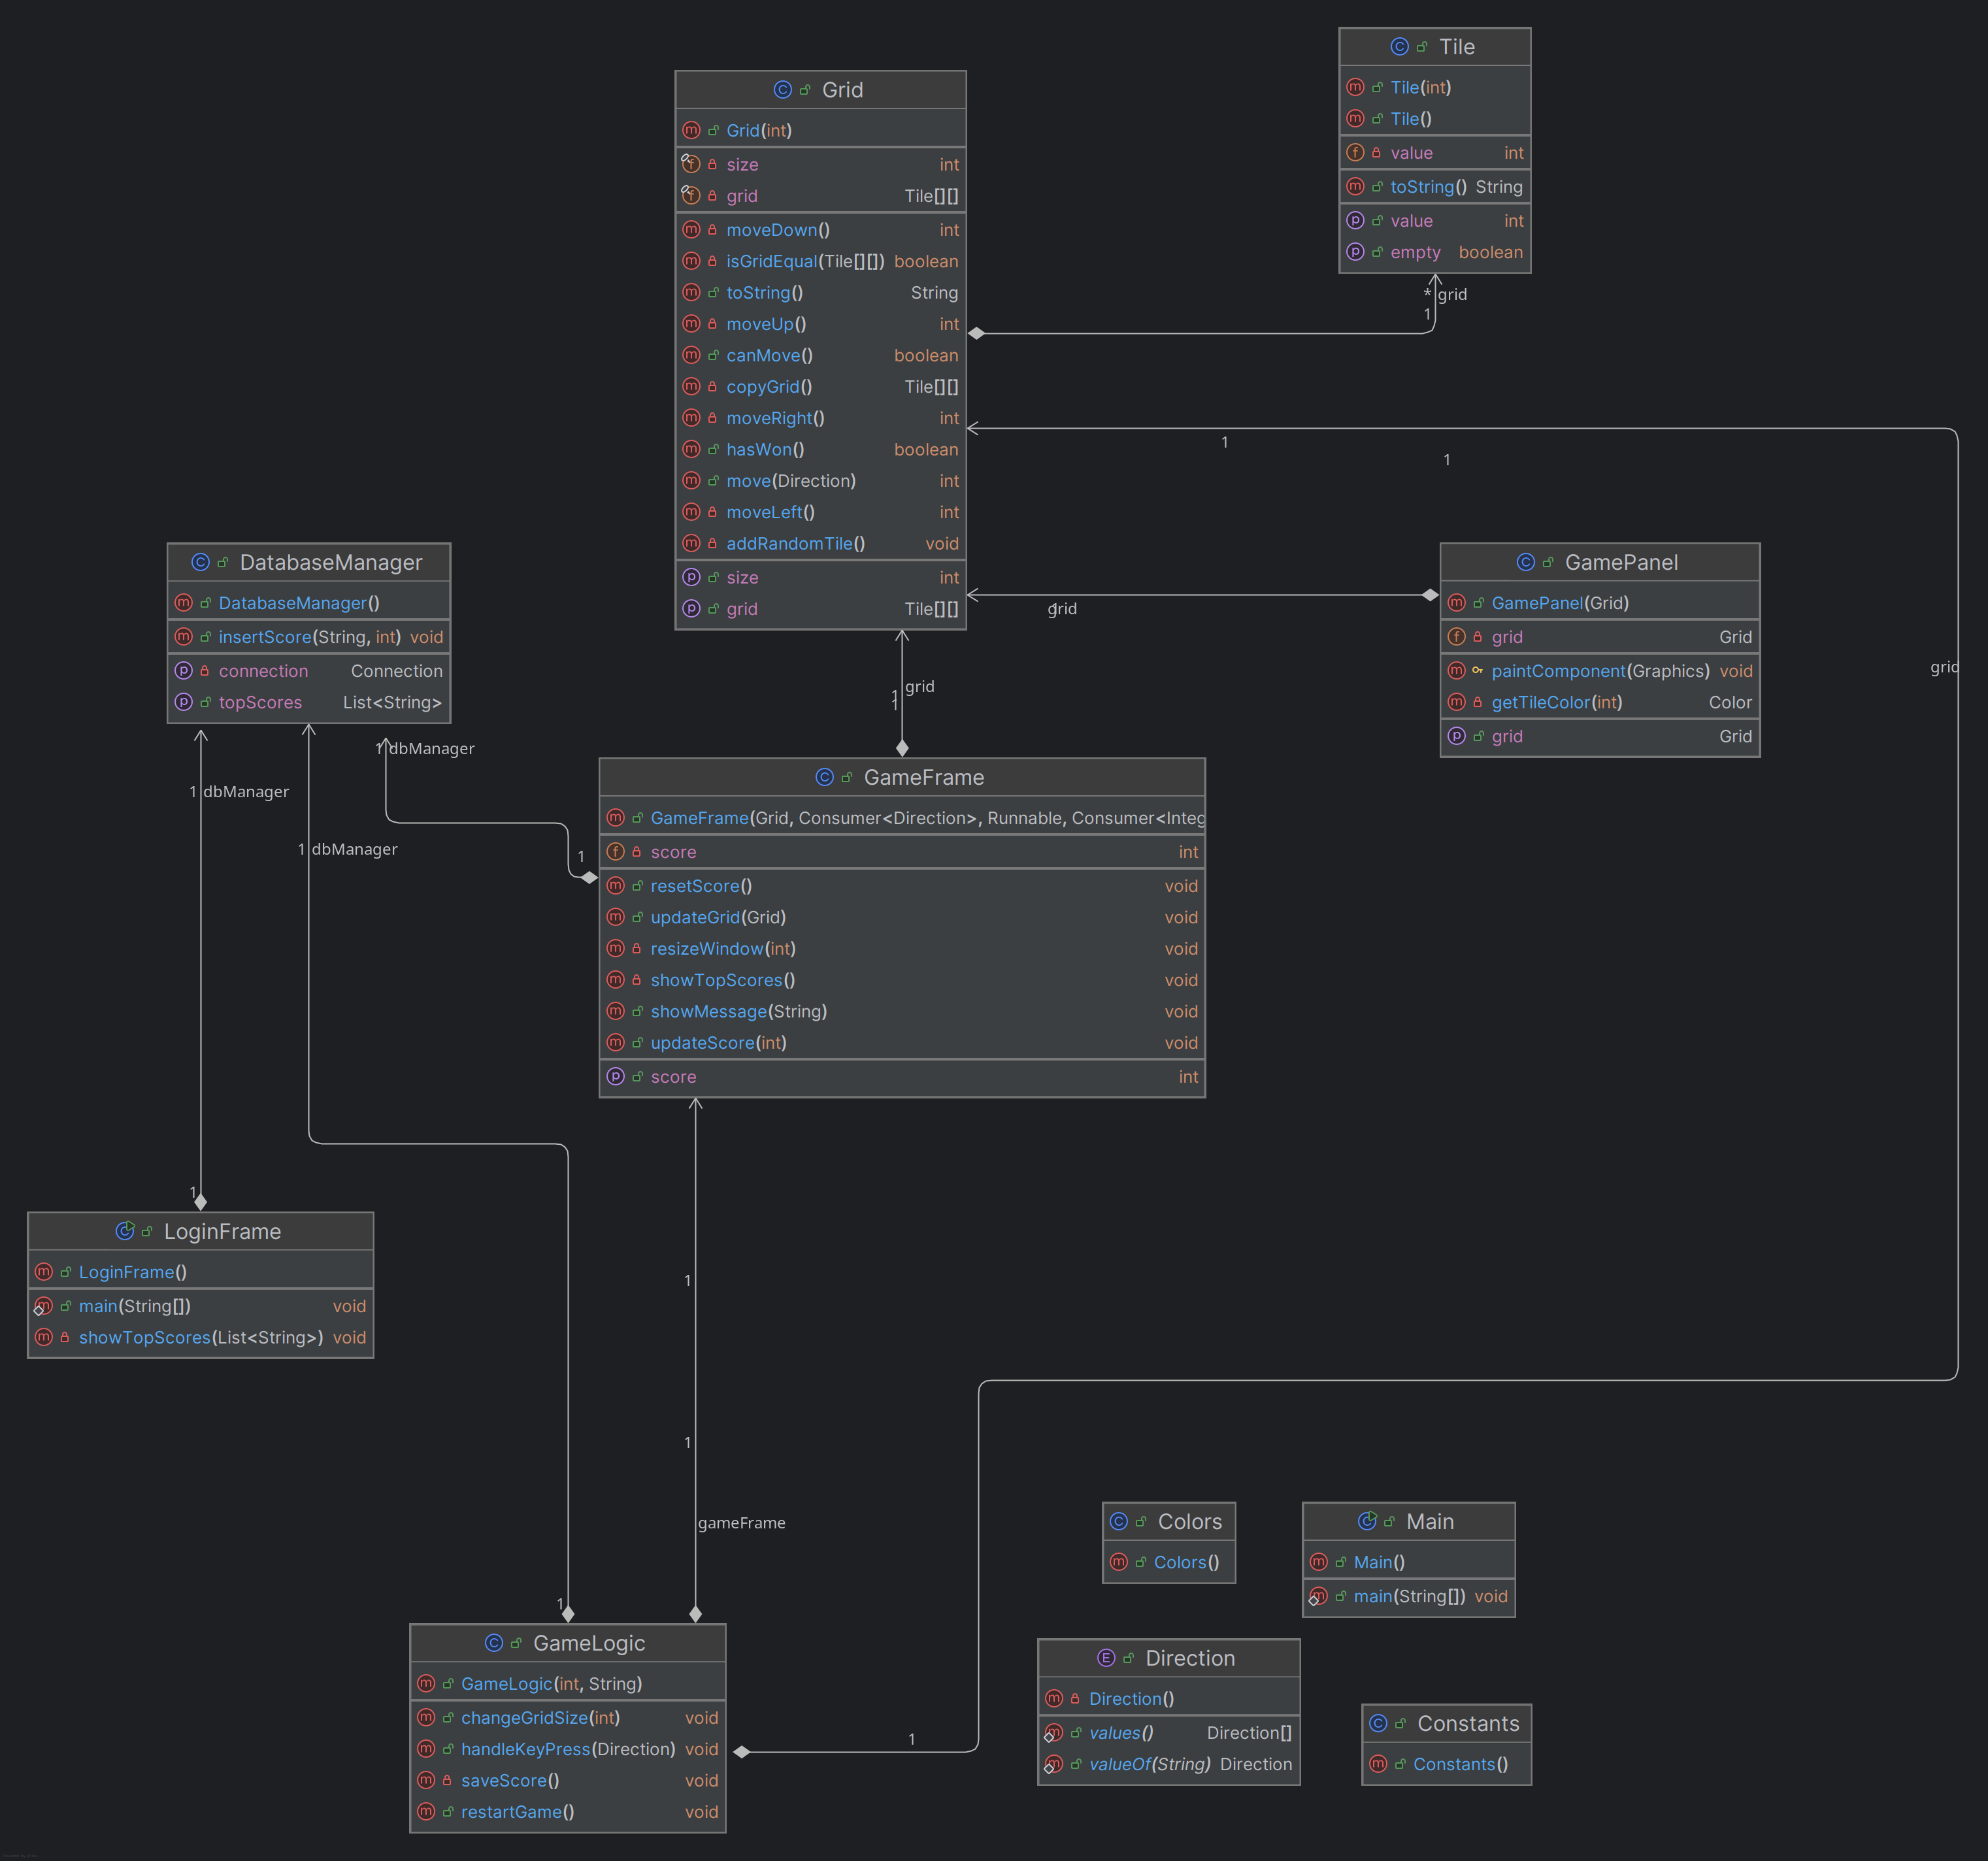 Tile
Tile(int)
Tile()
value int
toString() String
value int
empty boolean
Grid
Grid(int)
size int
grid Tile[][]
moveDown() int
isGridEqual(Tile[][]) boolean
toString() String
moveUp() int
canMove() boolean
copyGrid() Tile[][]
moveRight() int
hasWon() boolean
move(Direction) int
moveLeft() int
addRandomTile() void
size int
grid Tile[][]
* grid
1
1
1
DatabaseManager
DatabaseManager()
insertScore(String, int) void
connection Connection
topScores List<String>
GamePanel
GamePanel(Grid)
grid Grid
paintComponent(Graphics) void
getTileColor(int) Color
grid Grid
grid
grid
grid
1
1 dbManager
1 dbManager
1 dbManager
1
GameFrame
GameFrame(Grid, Consumer<Direction>, Runnable, Consumer<Integ
score int
resetScore() void
updateGrid(Grid) void
resizeWindow(int) void
showTopScores() void
showMessage(String) void
updateScore(int) void
score int
1
LoginFrame
LoginFrame()
main(String[]) void
showTopScores(List<String>) void
1
1
gameFrame
1
GameLogic
GameLogic(int, String)
changeGridSize(int) void
handleKeyPress(Direction) void
saveScore() void
restartGame() void
1
Colors
Colors()
Main
Main()
main(String[]) void
Direction
Direction()
values() Direction[]
valueOf(String) Direction
Constants
Constants()